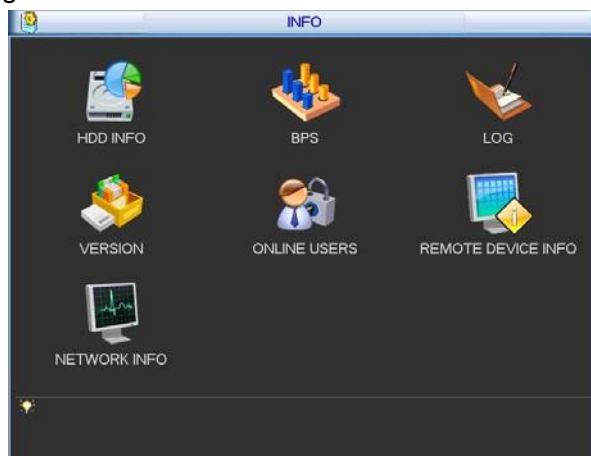 INFO
HDD INFO
BPS
LOG
VERSION
ONLINE USERS
REMOTE DEVICE INFO
NETWORK INFO